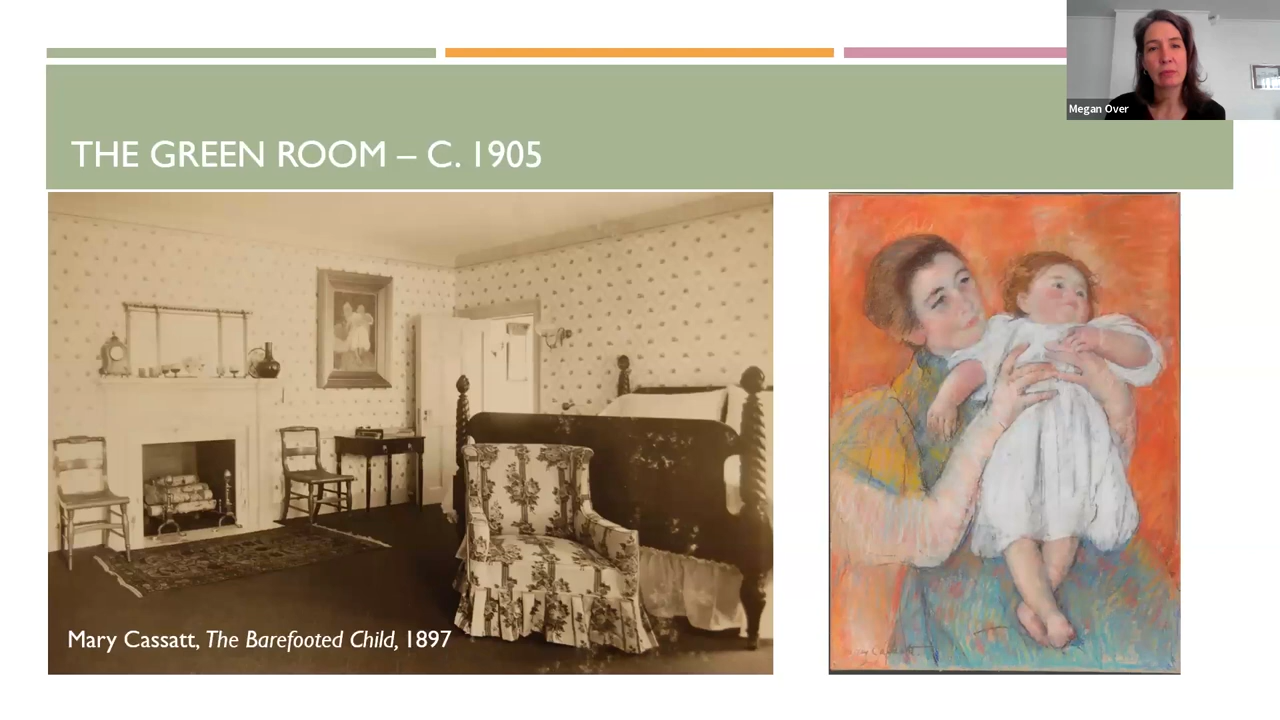 Megan Over
THE GREEN ROOM – C. 1905
Mary Cassatt, The Barefooted Child, 1897